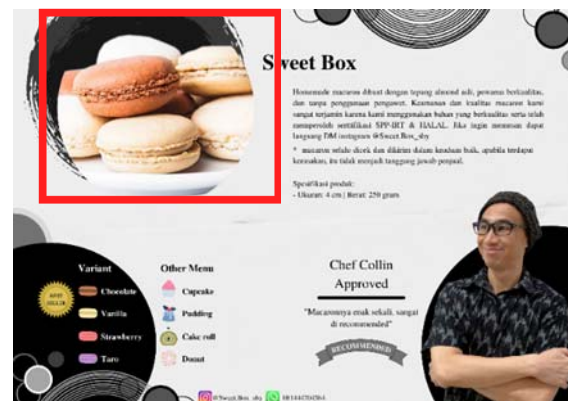 Sweet Box
Homemade macaron dibuat dengan tepung almond asli, pewarna berkualitas,
dan tanpa penggunaan pengawet. Keamanan dan kualitas macaron kami
sangat terjamin karena kami menggunakan bahan yang berkualitas serta telah
memperoleh sertifikasi SPP-IRT & HALAL. Jika ingin memesan dapat
langsung DM instagram @Sweet.Box_sby
* macaron selalu dicek dan dikirim dalam keadaan baik, apabila terdapat
kerusakan, itu tidak menjadi tanggung jawab penjual.
Spesifikasi produk:
- Ukuran: 4 cm | Berat: 250 gram
Variant
BEST SELLER
Chocolate
Vanilla
Strawberry
Taro
Other Menu
Cupcake
Pudding
Cake roll
Donut
Chef Collin
Approved
"Macaronnya enak sekali, sangat
di recommended"
RECOMMENDED
@Sweet.Box_sby